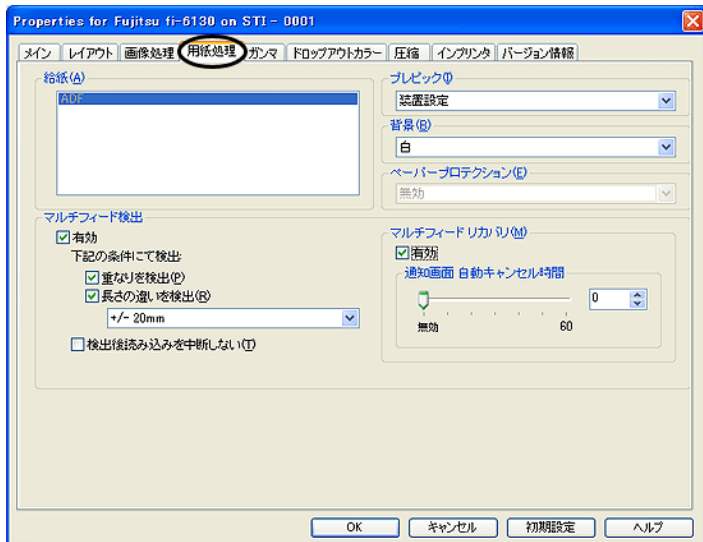 Properties for Fujitsu fi-6130 on STI - 0001
メイン レイアウト 画像処理 用紙処理 ガンマ ドロップアウトカラー 圧縮 インプリンタ バージョン情報
給紙(A)
ADF
プレピック(I)
装置設定
背景(B)
白
ペーパープロテクション(E)
無効
マルチフィード検出
有効
下記の条件にて検出:
重なりを検出(P)
長さの違いを検出(R)
+/- 20mm
検出後読み込みを中断しない(T)
マルチフィード リカバリ(M)
有効
通知画面 自動キャンセル時間
0
無効 60
OK キャンセル 初期設定 ヘルプ